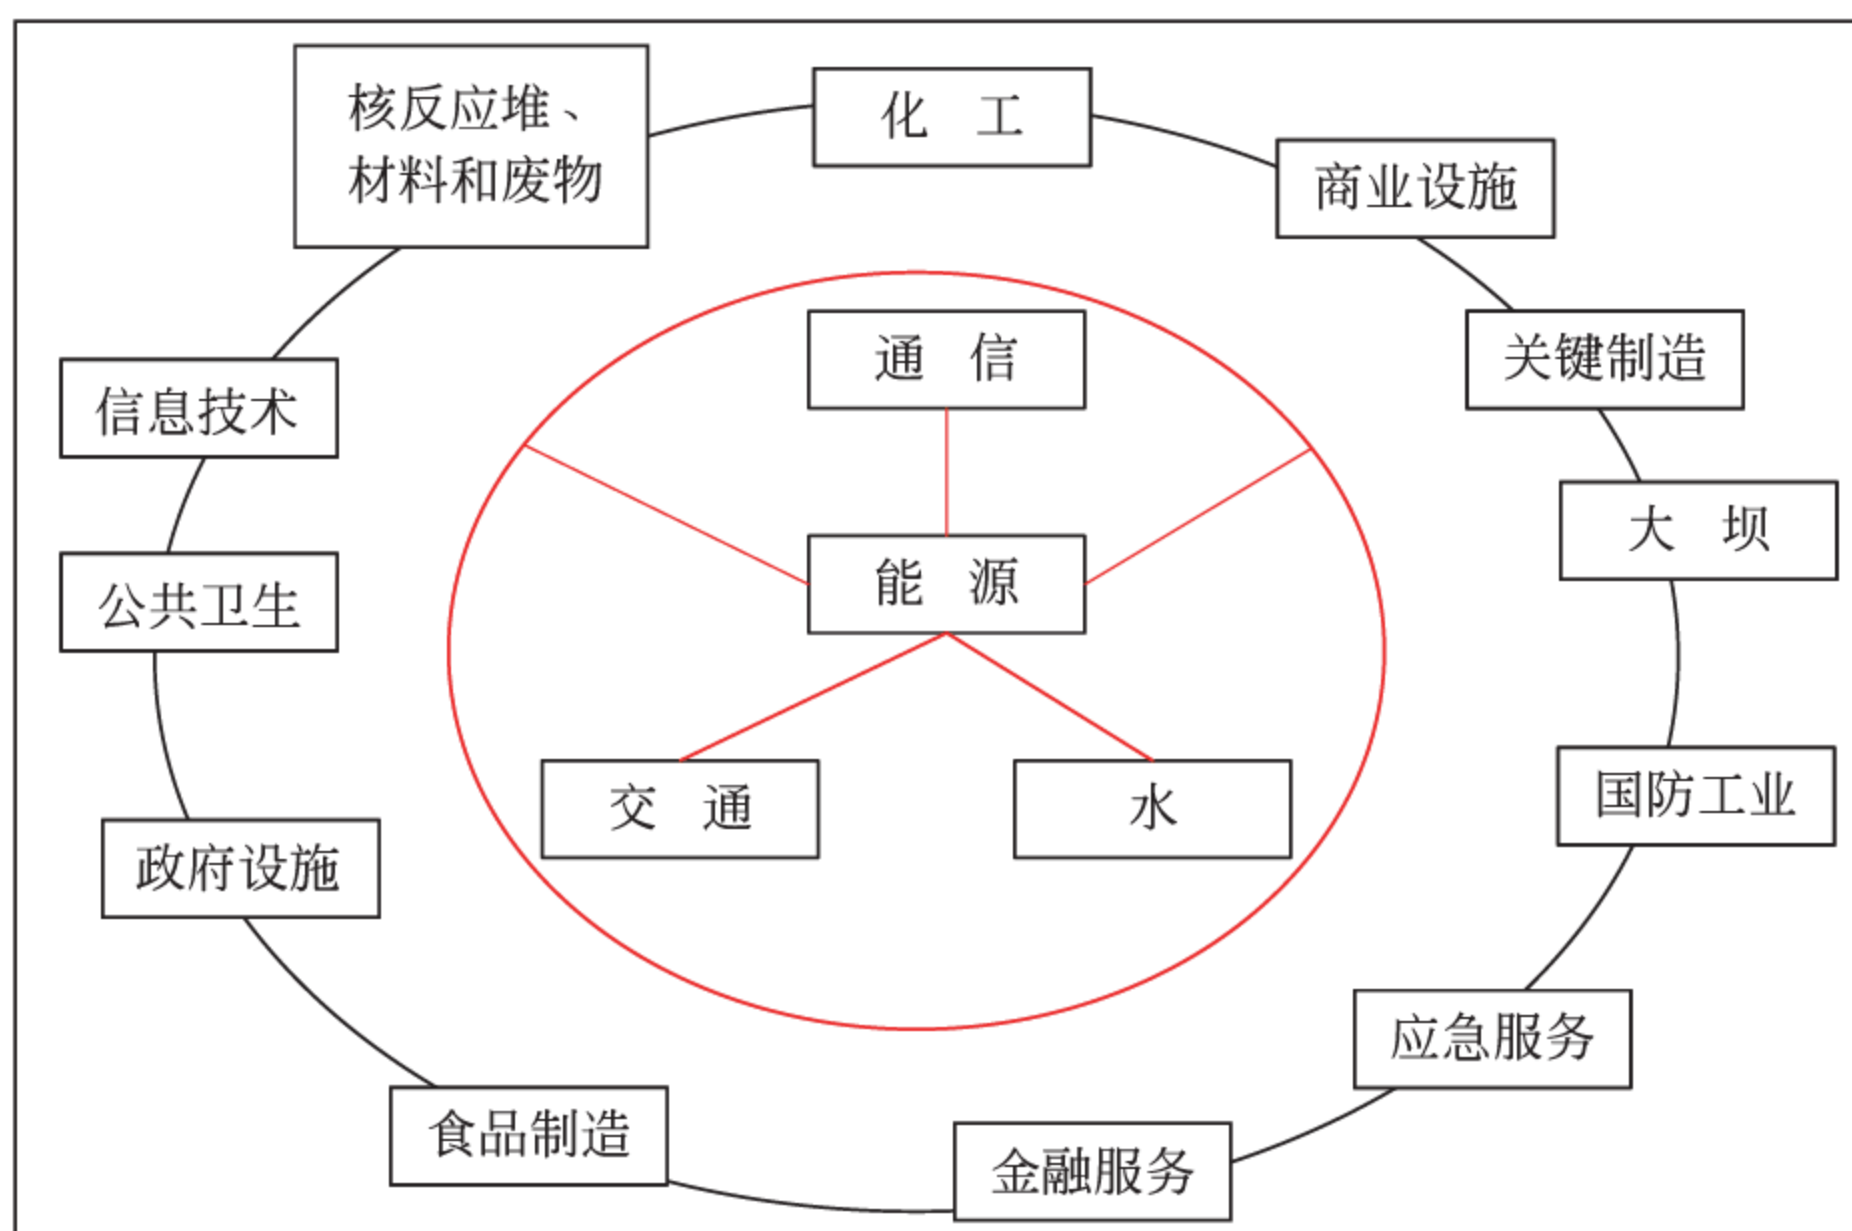 核反应堆、
材料和废物
化 工
商业设施
通 信
关键制造
信息技术
大 坝
能 源
公共卫生
国防工业
交 通
水
政府设施
应急服务
食品制造
金融服务